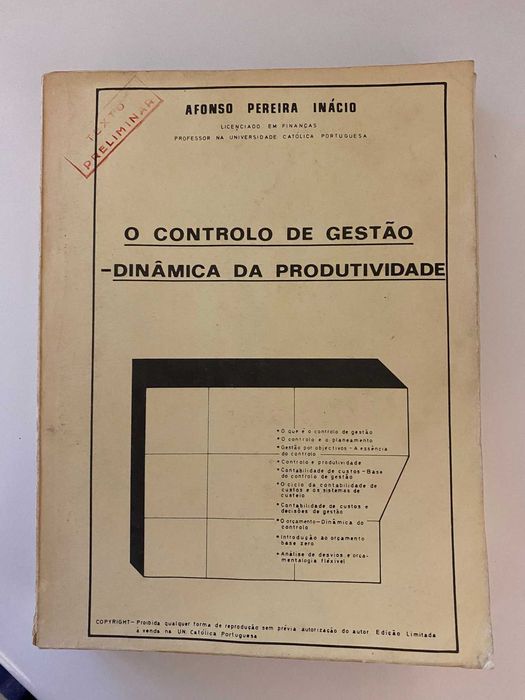 TEXTO
PRELIMINAR
AFONSO PEREIRA INÁCIO
LICENCIADO EM FINANÇAS
PROFESSOR NA UNIVERSIDADE CATÓLICA PORTUGUESA
O CONTROLO DE GESTÃO
-DINÂMICA DA PRODUTIVIDADE
• O que é o controlo de gestão
• O controlo e o planeamento
• Gestão por objectivos - A essência
do controlo
• Controlo e produtividade
• Contabilidade de custos - Base
do controlo de gestão
• O ciclo da contabilidade de
custos e os sistemas de
custeio
• Contabilidade de custos e
decisões de gestão
• O orçamento - Dinâmica do
controlo
• Introdução ao orçamento
base zero
• Análise de desvios e orça-
mentalogia fléxivel
COPYRIGHT - Proibida qualquer forma de reprodução sem prévia autorização do autor. Edição Limitada
à venda na UN. Católica Portuguesa